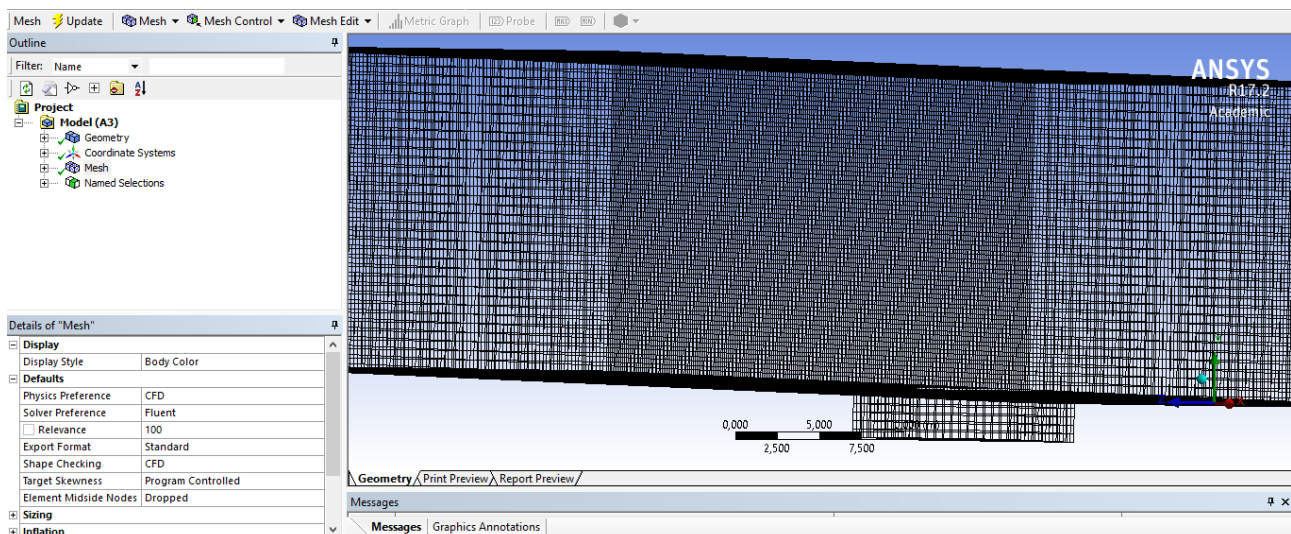 Mesh Update Mesh Mesh Control Mesh Edit Metric Graph Probe MAX MIN
Outline
Filter: Name
Project
Model (A3)
Geometry
Coordinate Systems
Mesh
Named Selections
Details of "Mesh"
Display
Display Style Body Color
Defaults
Physics Preference CFD
Solver Preference Fluent
Relevance 100
Export Format Standard
Shape Checking CFD
Target Skewness Program Controlled
Element Midside Nodes Dropped
Sizing
Inflation
ANSYS
R17.2
Academic
0,000 5,000
2,500 7,500
Geometry Print Preview Report Preview
Messages
Messages Graphics Annotations